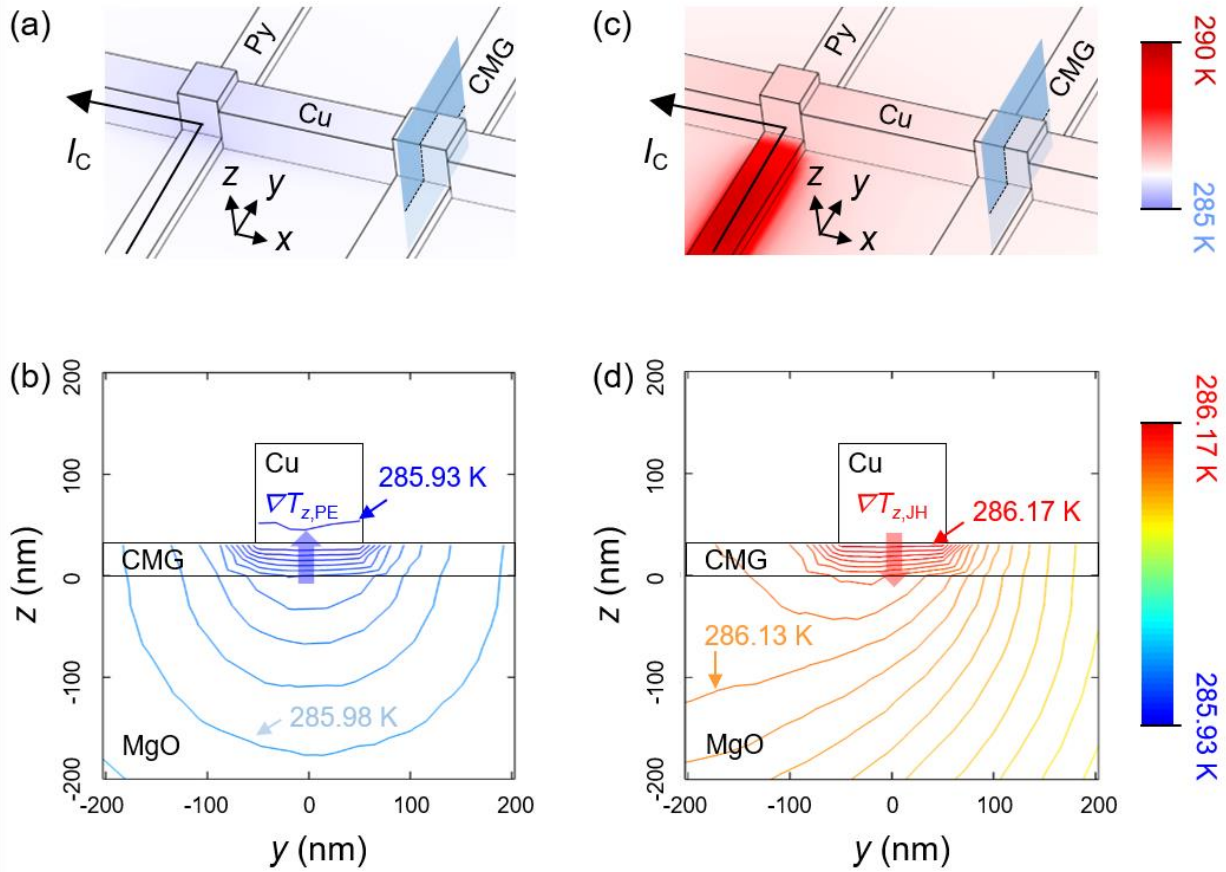 (a)
Py
CMG
Cu
I_C
z
y
x
(c)
Py
CMG
Cu
I_C
z
y
x
290 K
285 K
(b)
200
100
0
-100
-200
z (nm)
Cu
∇T_z,PE
285.93 K
CMG
285.98 K
MgO
-200
-100
0
100
200
y (nm)
(d)
200
100
0
-100
-200
z (nm)
Cu
∇T_z,JH
286.17 K
CMG
286.13 K
MgO
-200
-100
0
100
200
y (nm)
286.17 K
285.93 K